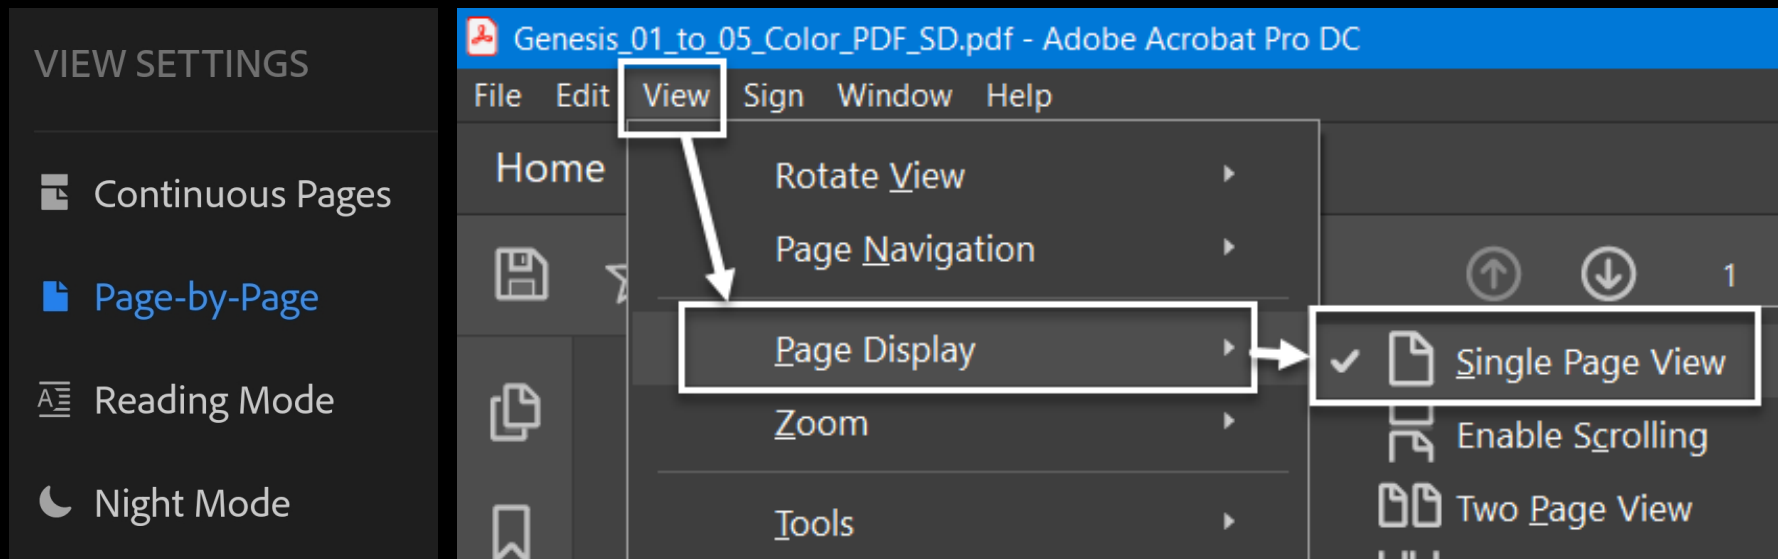 VIEW SETTINGS
Continuous Pages
Page-by-Page
Reading Mode
Night Mode
Genesis_01_to_05_Color_PDF_SD.pdf - Adobe Acrobat Pro DC
File Edit View Sign Window Help
Home
Rotate View
Page Navigation
Page Display
Zoom
Tools
1
Single Page View
Enable Scrolling
Two Page View